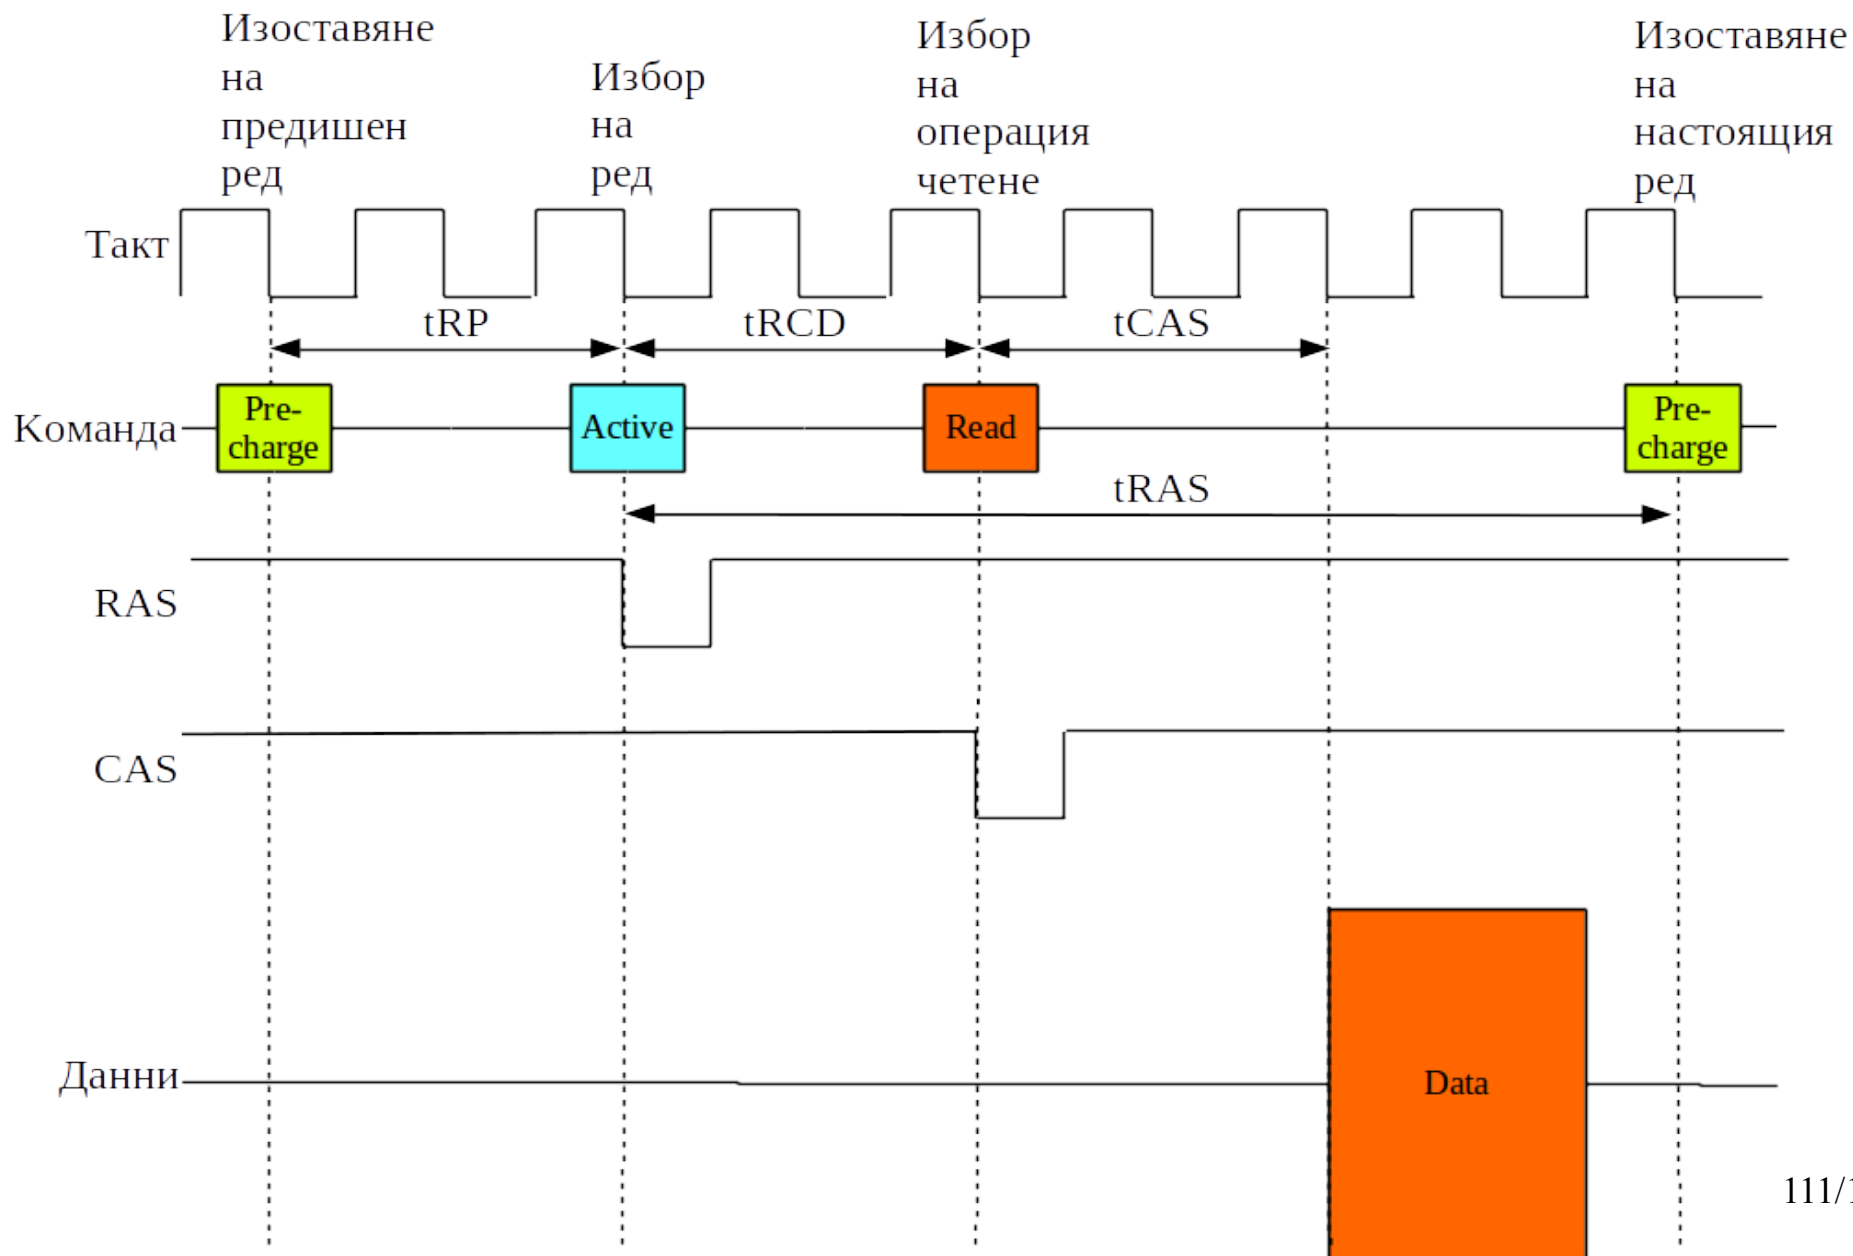 Изоставяне
на
предишен
ред
Избор
на
ред
Избор
на
операция
четене
Изоставяне
на
настоящия
ред
Такт
tRP
tRCD
tCAS
Команда
Pre-
charge
Active
Read
Pre-
charge
tRAS
RAS
CAS
Данни
Data
111/